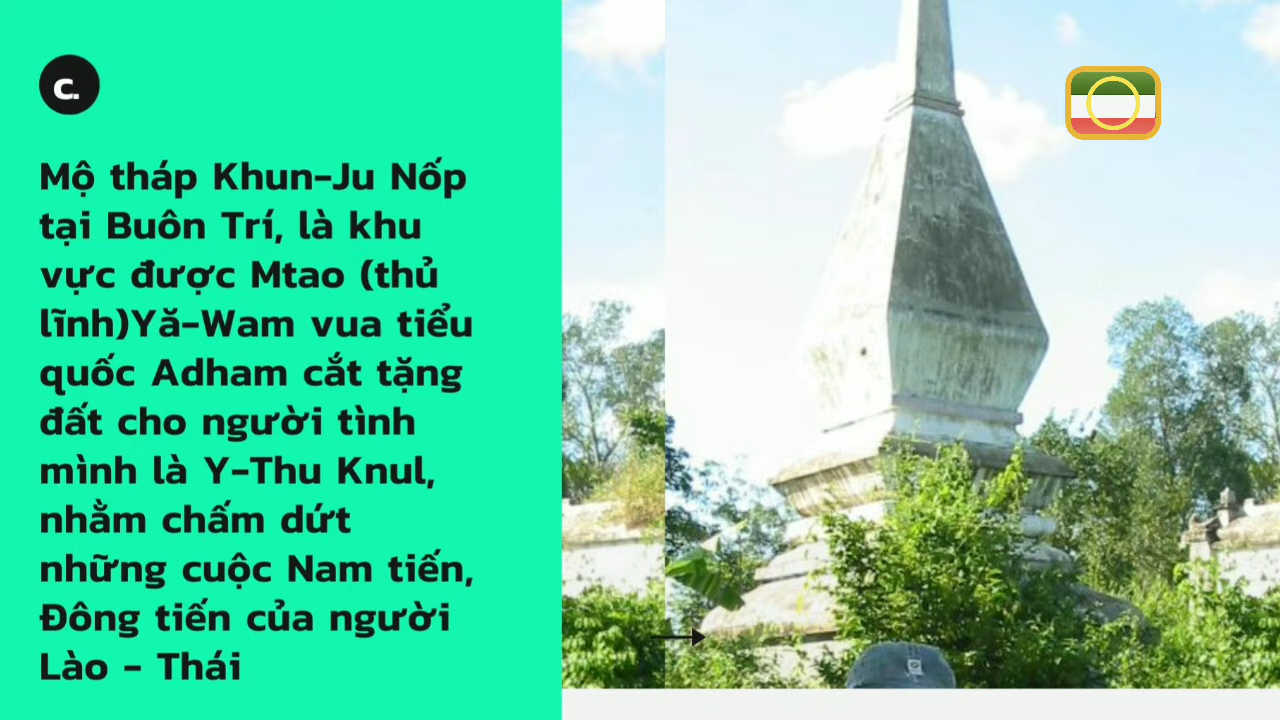 c.
Mộ tháp Khun-Ju Nốp
tại Buôn Trí, là khu
vực được Mtao (thủ
lĩnh)Yă-Wam vua tiểu
quốc Adham cắt tặng
đất cho người tình
mình là Y-Thu Knul,
nhằm chấm dứt
những cuộc Nam tiến,
Đông tiến của người
Lào - Thái